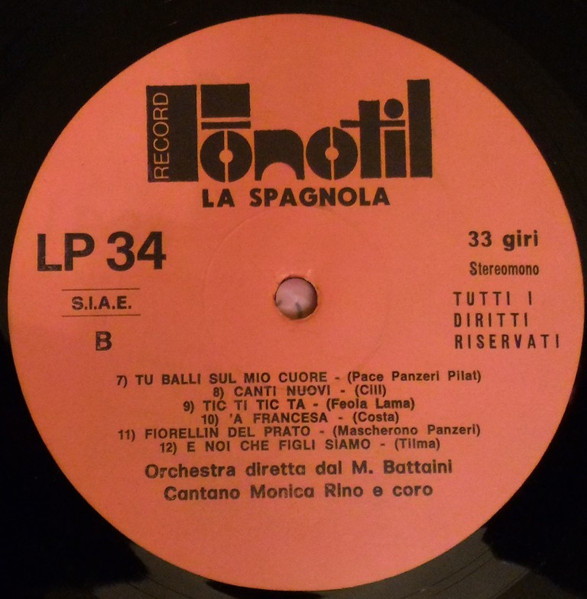 RECORD
Fonotil
LA SPAGNOLA
LP 34
33 giri
Stereomono
S.I.A.E.
B
TUTTI I
DIRITTI
RISERVATI
7) TU BALLI SUL MIO CUORE - (Pace Panzeri Pilat)
8) CANTI NUOVI - (Cill)
9) TIC TI TIC TA - (Feola Lama)
10) 'A FRANCESA - (Costa)
11) FIORELLIN DEL PRATO - (Mascherono Panzeri)
12) E NOI CHE FIGLI SIAMO - (Tilma)
Orchestra diretta dal M. Battaini
Cantano Monica Rino e coro